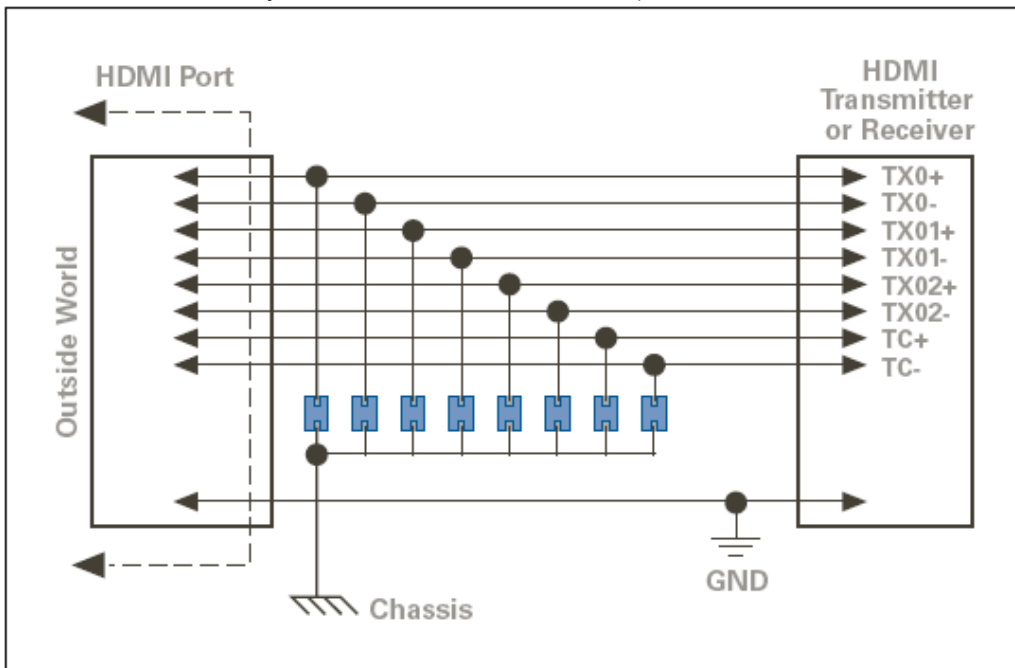 HDMI Port
HDMI
Transmitter
or Receiver
TX0+
TX0-
TX01+
TX01-
TX02+
TX02-
TC+
TC-
Outside World
GND
Chassis